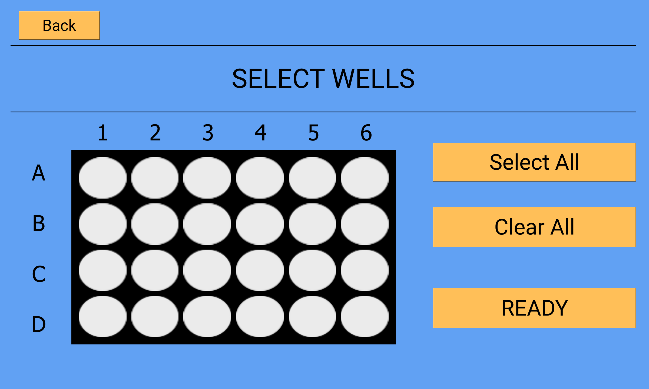 Back
SELECT WELLS
1 2 3 4 5 6
A
B
C
D
Select All
Clear All
READY